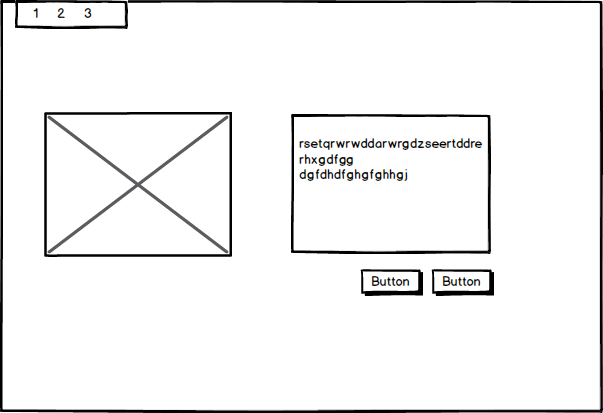 1 2 3
rsetqrwrwddarwrgdzseertddre
rhxgdfgg
dgfdhdfghgfghhgj
Button Button